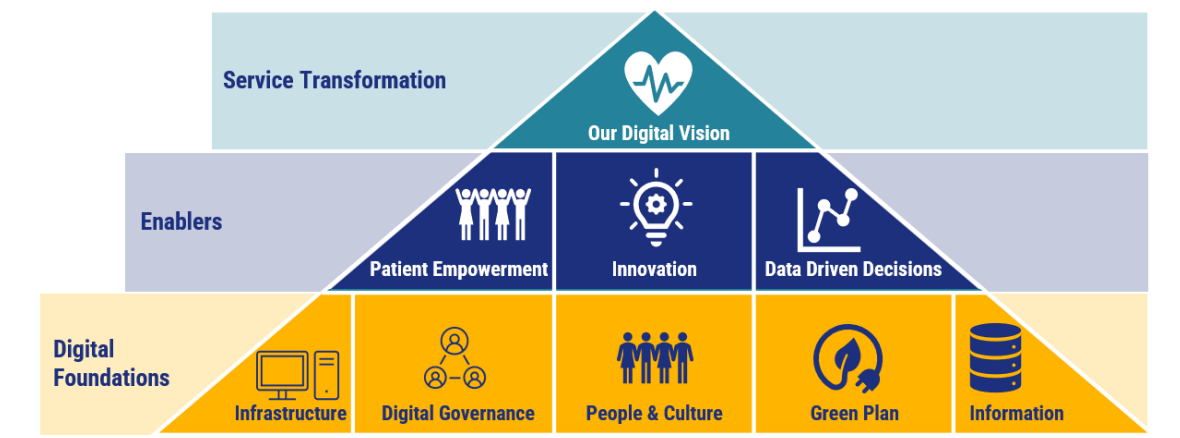 Service Transformation
Our Digital Vision
Enablers
Patient Empowerment
Innovation
Data Driven Decisions
Digital
Foundations
Infrastructure
Digital Governance
People & Culture
Green Plan
Information